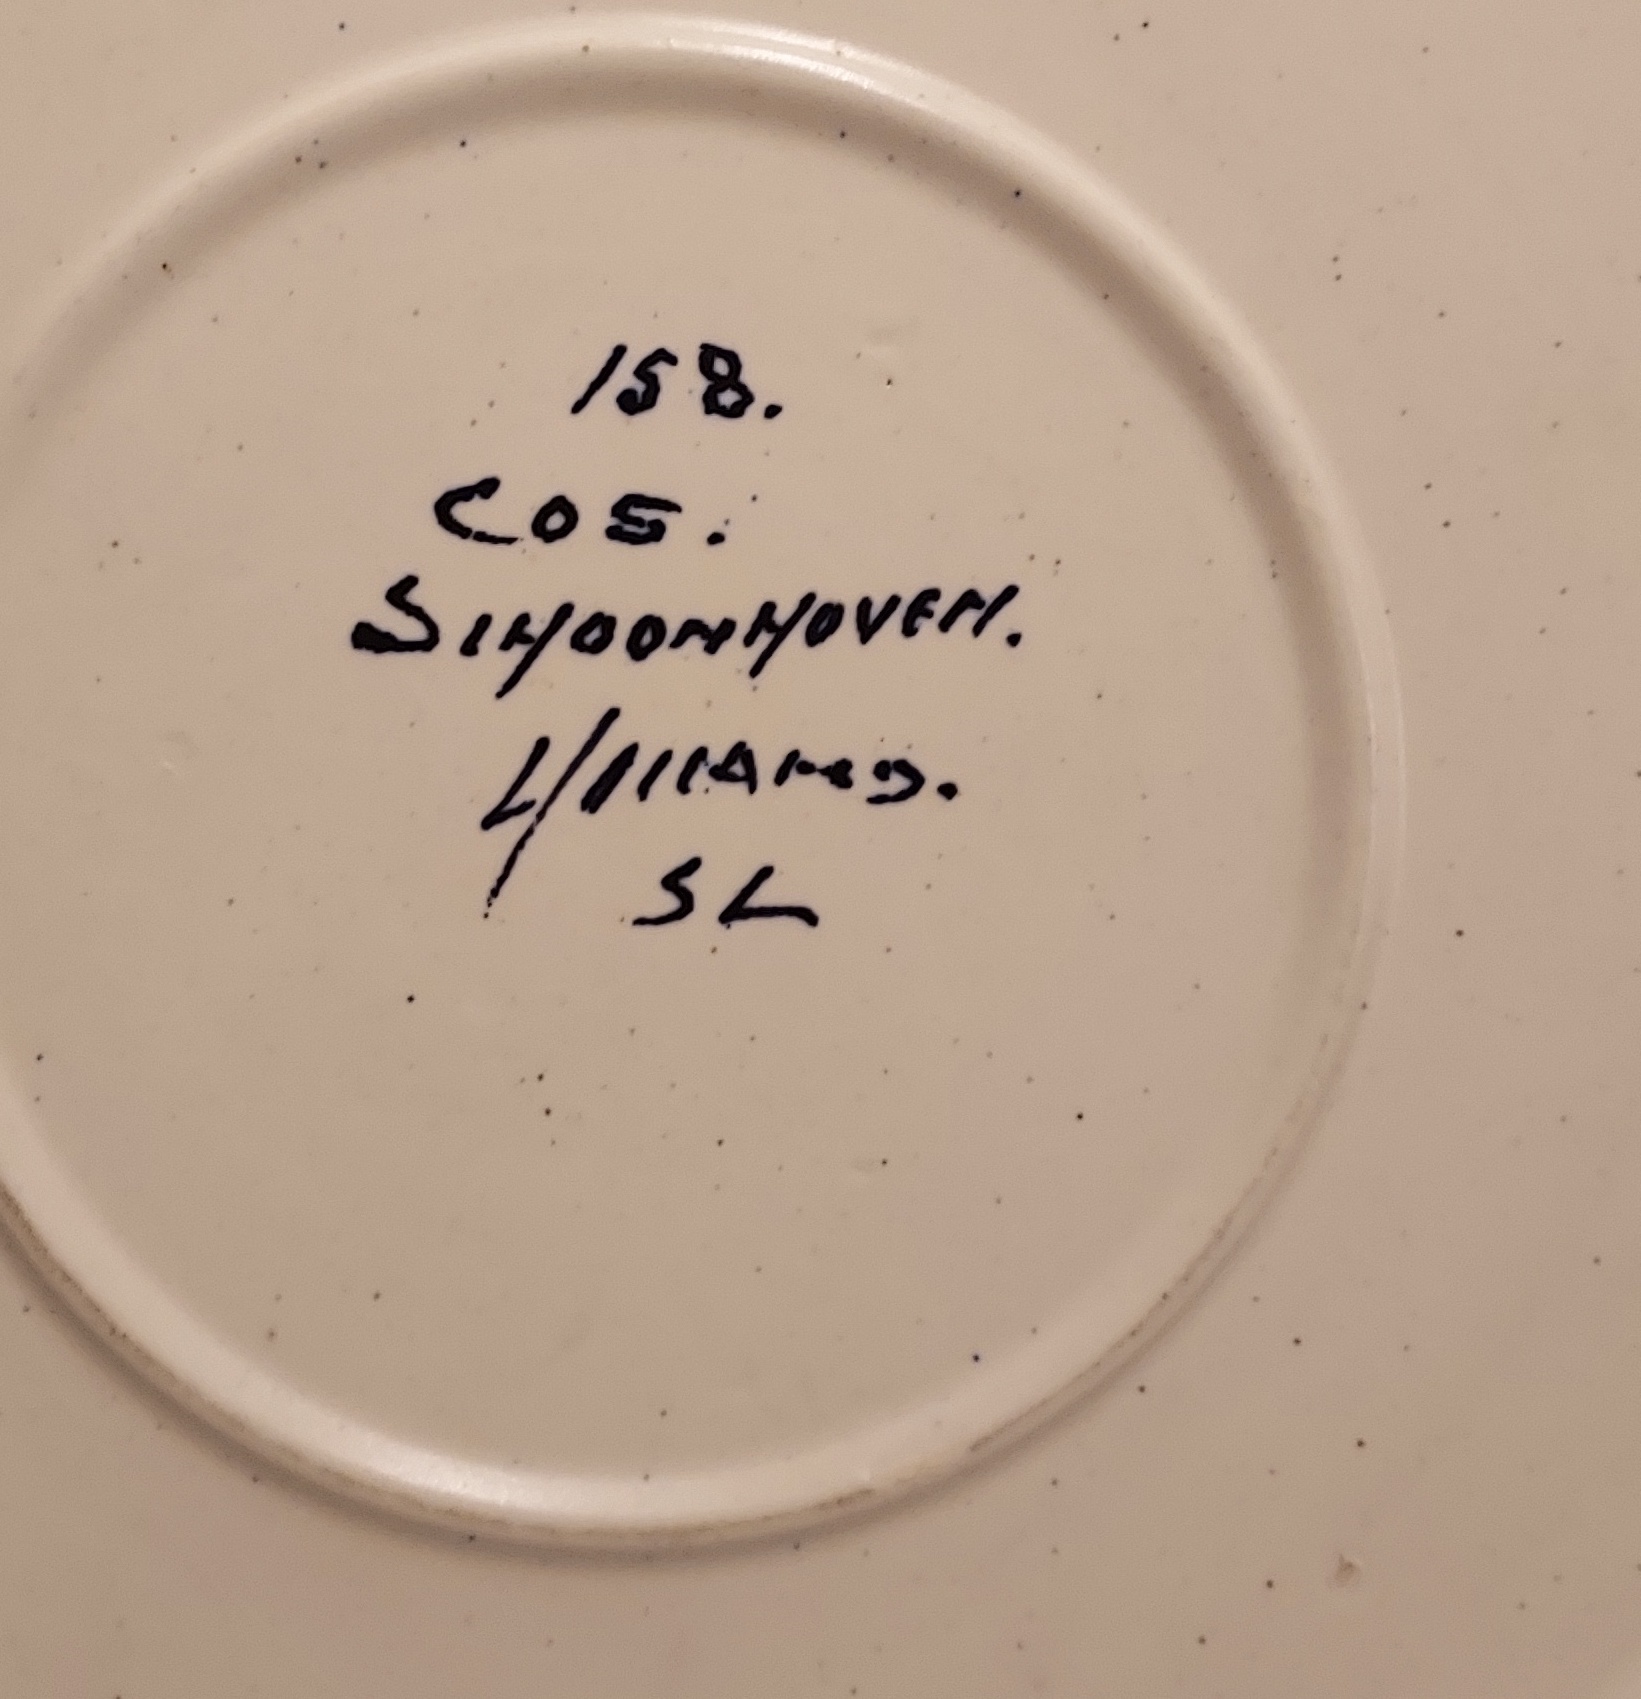 158.
COS.
SCHOONHOVEN.
HOLLAND.
SL